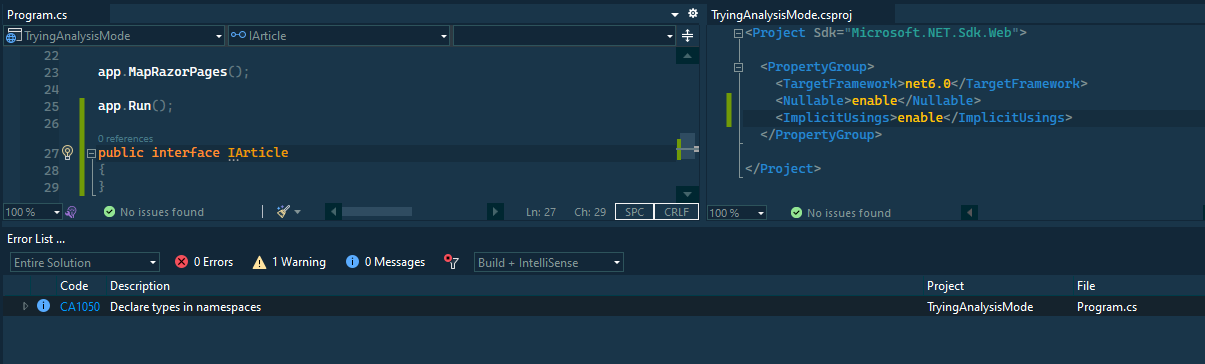 Program.cs
TryingAnalysisMode
IArticle
22
23 app.MapRazorPages();
24
25 app.Run();
26
0 references
27 public interface IArticle
28 {
29 }
100 %
No issues found
Ln: 27 Ch: 29 SPC CRLF
TryingAnalysisMode.csproj
<Project Sdk="Microsoft.NET.Sdk.Web">
<PropertyGroup>
<TargetFramework>net6.0</TargetFramework>
<Nullable>enable</Nullable>
<ImplicitUsings>enable</ImplicitUsings>
</PropertyGroup>
</Project>
100 %
No issues found
Error List ...
Entire Solution 0 Errors 1 Warning 0 Messages Build + IntelliSense
Code Description Project File
CA1050 Declare types in namespaces TryingAnalysisMode Program.cs